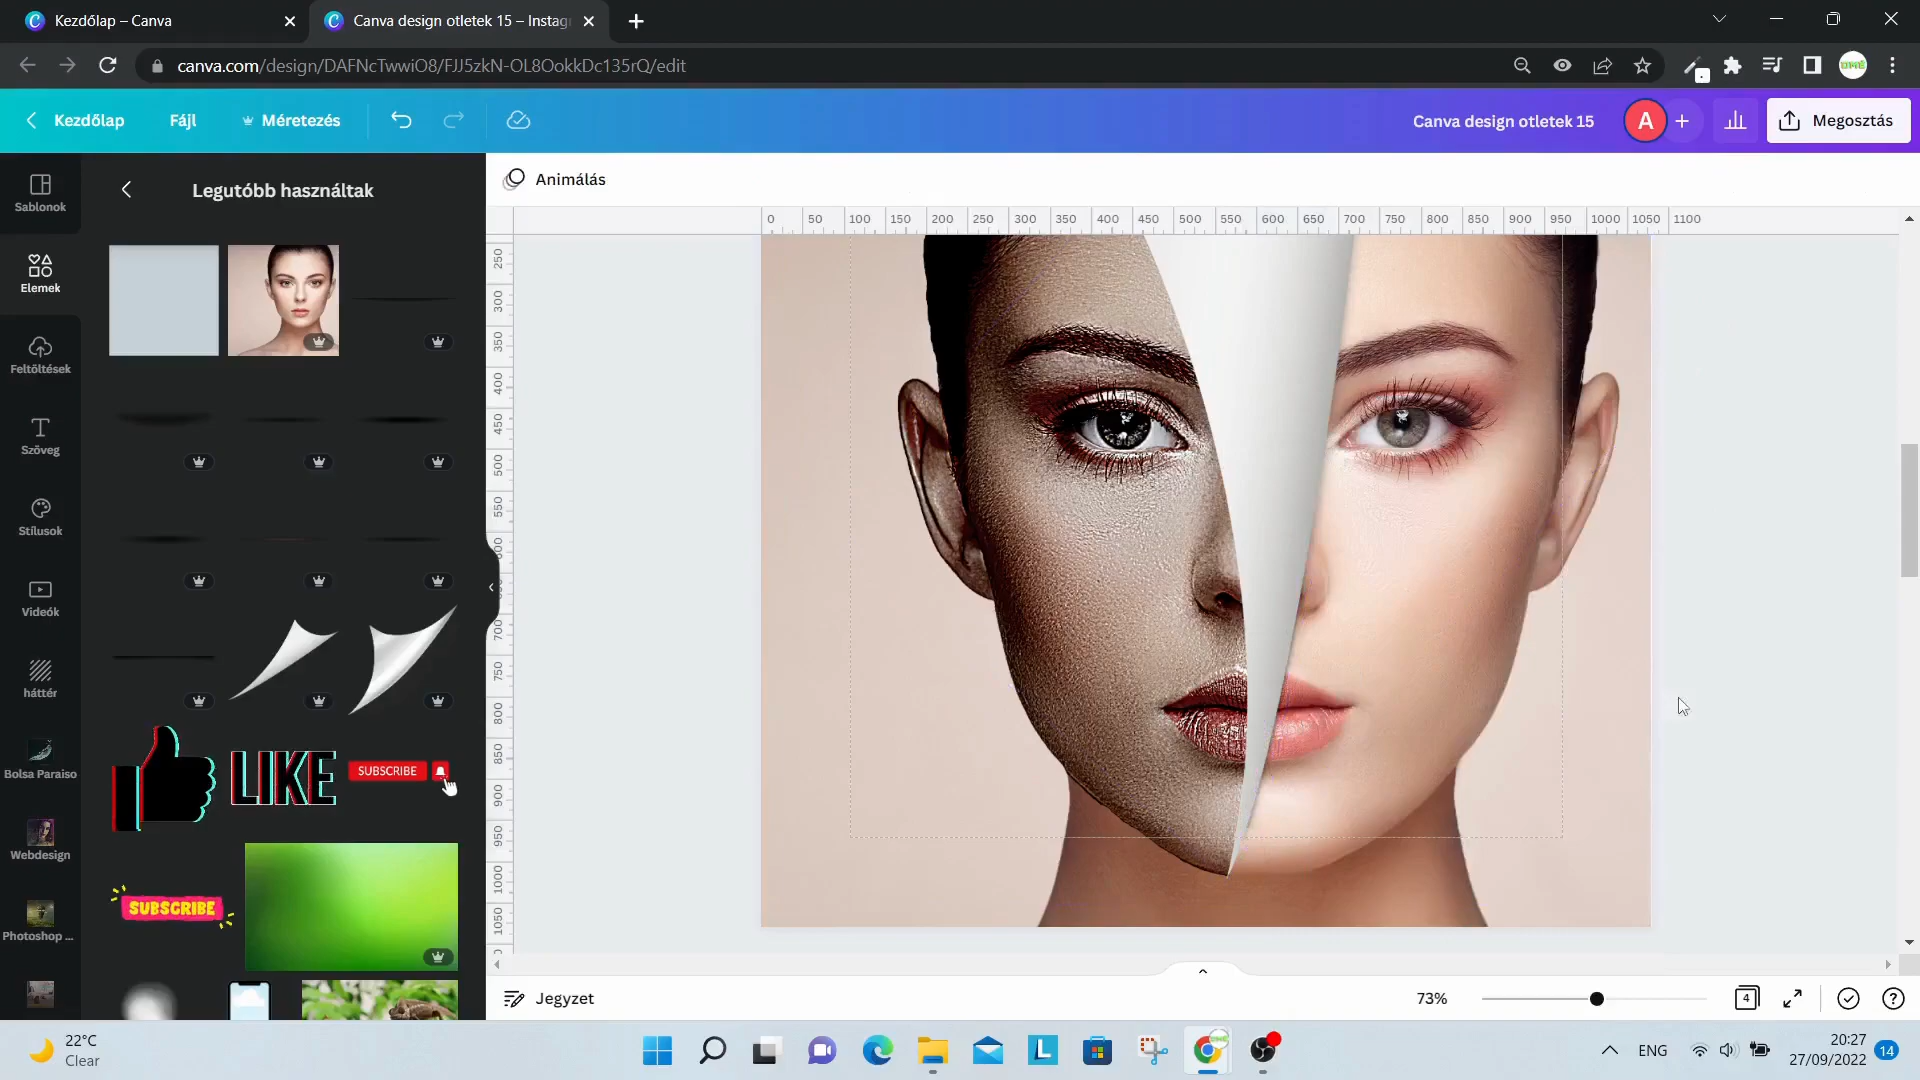 Kezdőlap – Canva
Canva design otletek 15 – Instag
canva.com/design/DAFNcTwwiO8/FJJ5zkN-OL8OokkDc135rQ/edit
Kezdőlap
Fájl
Méretezés
Canva design otletek 15
A
Megosztás
Sablonok
Legutóbb használtak
Animálás
0 50 100 150 200 250 300 350 400 450 500 550 600 650 700 750 800 850 900 950 1000 1050 1100
250
300
350
400
450
500
550
600
650
700
750
800
850
900
950
1000
1050
Elemek
Feltöltések
Szöveg
Stílusok
Videók
háttér
Bolsa Paraiso
Webdesign
Photoshop ...
LIKE
SUBSCRIBE
SUBSCRIBE
Jegyzet
73%
4
22°C
Clear
ENG
20:27
27/09/2022
14